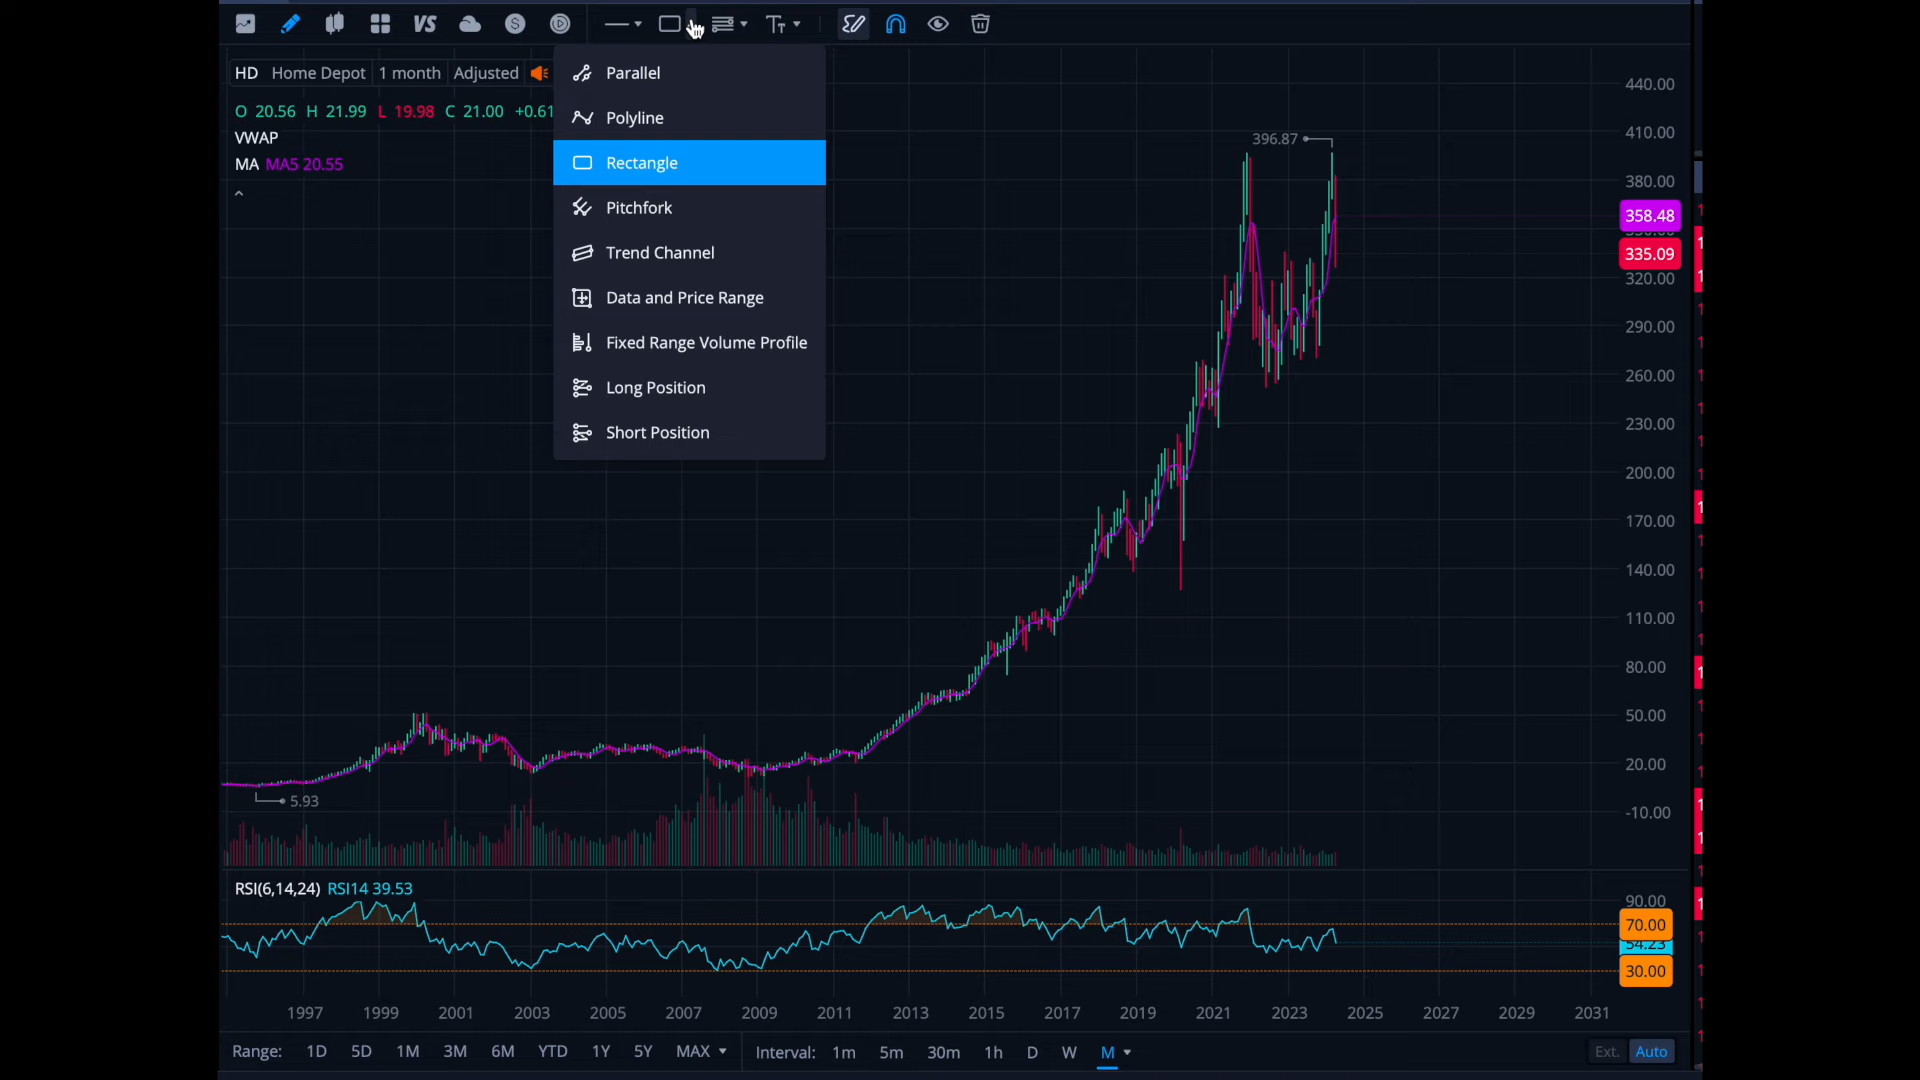 VS
HD Home Depot 1 month Adjusted
O 20.56 H 21.99 L 19.98 C 21.00 +0.61
VWAP
MA MA5 20.55
Parallel
Polyline
Rectangle
Pitchfork
Trend Channel
Data and Price Range
Fixed Range Volume Profile
Long Position
Short Position
396.87
5.93
440.00
410.00
380.00
358.48
335.09
320.00
290.00
260.00
230.00
200.00
170.00
140.00
110.00
80.00
50.00
20.00
-10.00
RSI(6,14,24) RSI14 39.53
90.00
70.00
54.23
30.00
1997 1999 2001 2003 2005 2007 2009 2011 2013 2015 2017 2019 2021 2023 2025 2027 2029 2031
Range: 1D 5D 1M 3M 6M YTD 1Y 5Y MAX Interval: 1m 5m 30m 1h D W M Ext. Auto